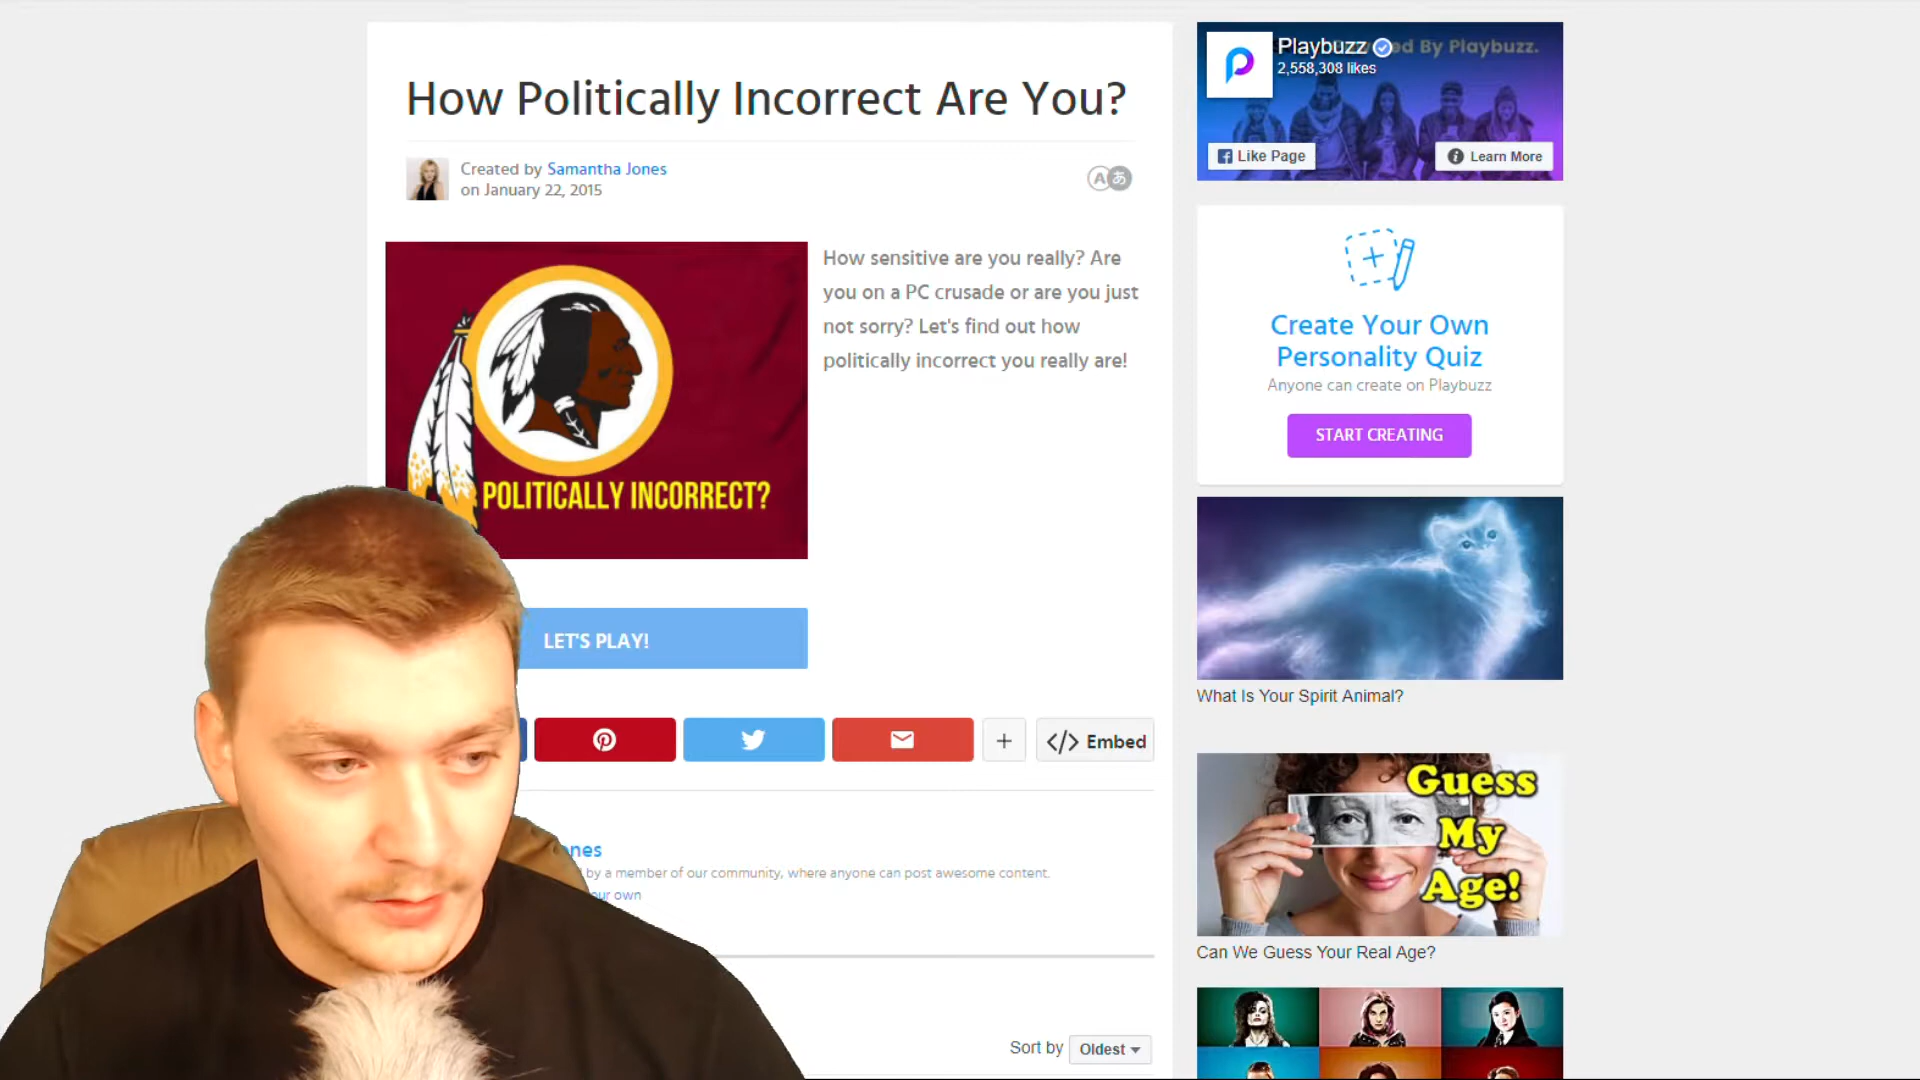 How Politically Incorrect Are You?
Created by Samantha Jones
on January 22, 2015
A あ
POLITICALLY INCORRECT?
How sensitive are you really? Are
you on a PC crusade or are you just
not sorry? Let's find out how
politically incorrect you really are!
LET'S PLAY!
+
</> Embed
ones
by a member of our community, where anyone can post awesome content.
our own
Sort by Oldest
Playbuzz
ed By Playbuzz.
2,558,308 likes
Like Page
Learn More
Create Your Own
Personality Quiz
Anyone can create on Playbuzz
START CREATING
What Is Your Spirit Animal?
Guess
My
Age!
Can We Guess Your Real Age?